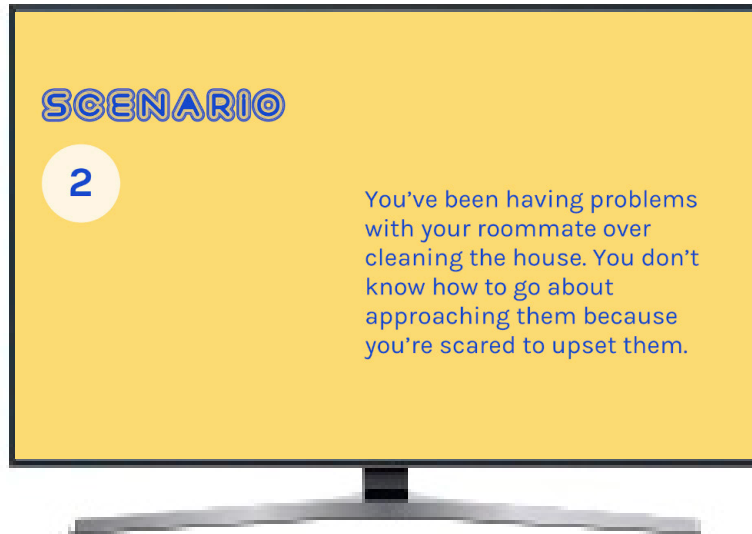 SCENARIO
2
You've been having problems
with your roommate over
cleaning the house. You don't
know how to go about
approaching them because
you're scared to upset them.